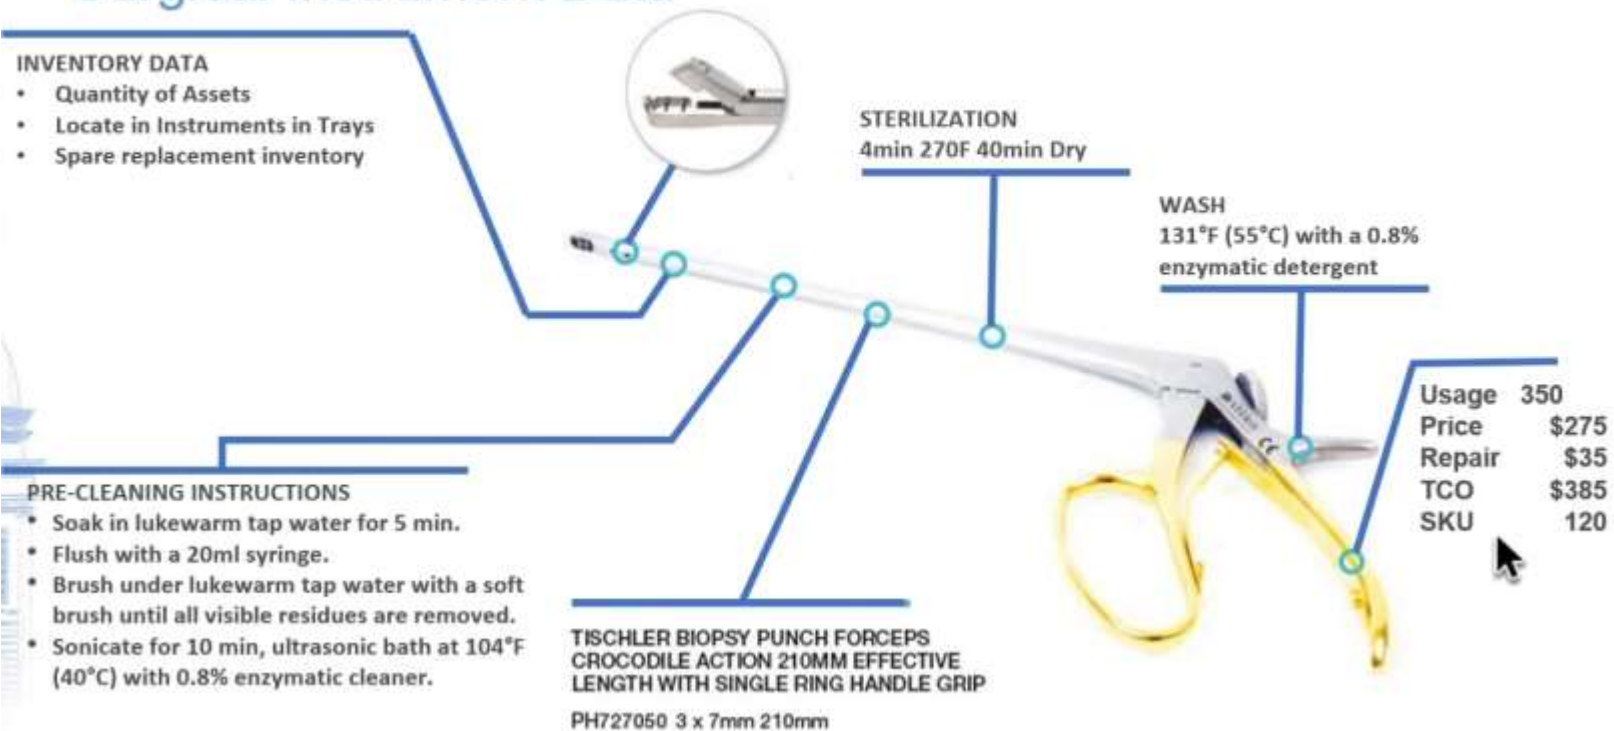 INVENTORY DATA
• Quantity of Assets
• Locate in Instruments in Trays
• Spare replacement inventory
STERILIZATION
4min 270F 40min Dry
WASH
131°F (55°C) with a 0.8%
enzymatic detergent
Usage 350
Price $275
Repair $35
TCO $385
SKU 120
PRE-CLEANING INSTRUCTIONS
• Soak in lukewarm tap water for 5 min.
• Flush with a 20ml syringe.
• Brush under lukewarm tap water with a soft
brush until all visible residues are removed.
• Sonicate for 10 min, ultrasonic bath at 104°F
(40°C) with 0.8% enzymatic cleaner.
TISCHLER BIOPSY PUNCH FORCEPS
CROCODILE ACTION 210MM EFFECTIVE
LENGTH WITH SINGLE RING HANDLE GRIP
PH727050 3 x 7mm 210mm
CE